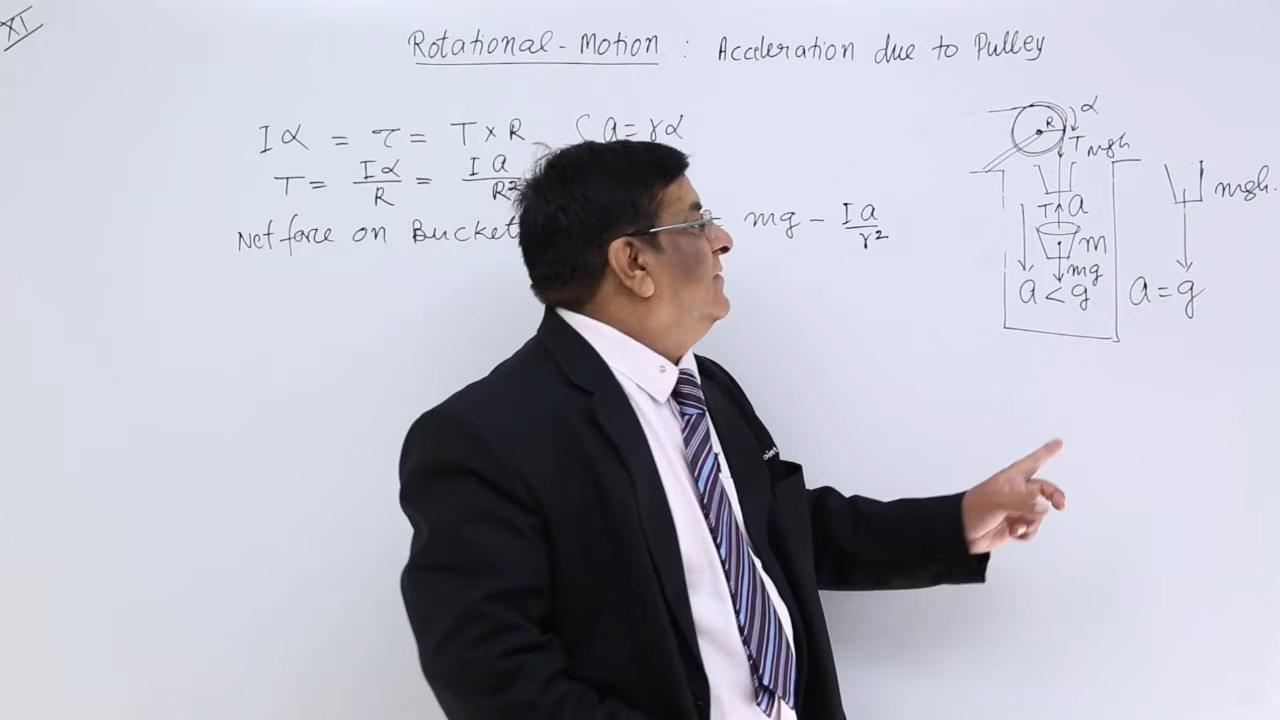 XI
Rotational - Motion : Acceleration due to Pulley
Iα = τ = T × R ( a = rα
T = Iα/R = Ia/R²
Net force on Bucket = mg - Ia/r²
α
R
T
mgh
T
a
m
mg
a < g
mgh.
a = g